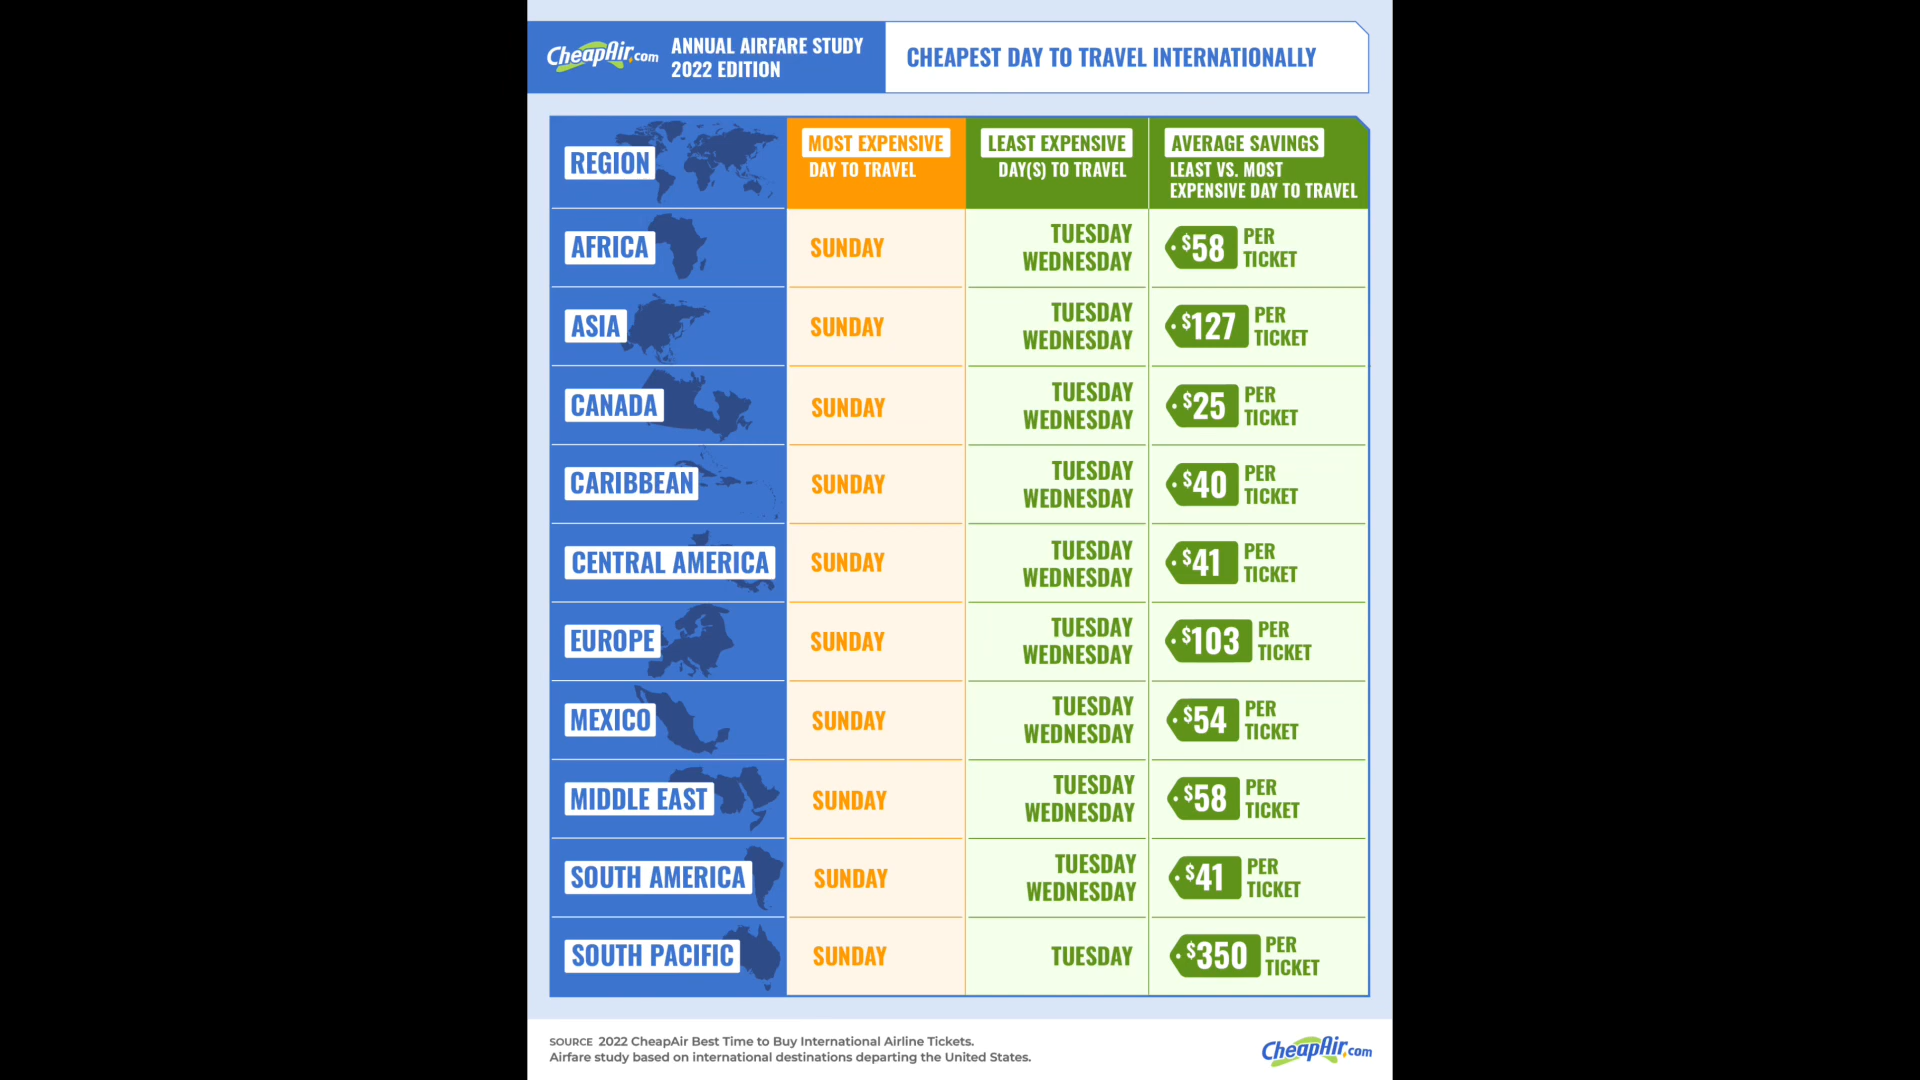 CheapAir.com
ANNUAL AIRFARE STUDY
2022 EDITION
CHEAPEST DAY TO TRAVEL INTERNATIONALLY
REGION
MOST EXPENSIVE
DAY TO TRAVEL
LEAST EXPENSIVE
DAY(S) TO TRAVEL
AVERAGE SAVINGS
LEAST VS. MOST
EXPENSIVE DAY TO TRAVEL
AFRICA
SUNDAY
TUESDAY
WEDNESDAY
$58
PER
TICKET
ASIA
SUNDAY
TUESDAY
WEDNESDAY
$127
PER
TICKET
CANADA
SUNDAY
TUESDAY
WEDNESDAY
$25
PER
TICKET
CARIBBEAN
SUNDAY
TUESDAY
WEDNESDAY
$40
PER
TICKET
CENTRAL AMERICA
SUNDAY
TUESDAY
WEDNESDAY
$41
PER
TICKET
EUROPE
SUNDAY
TUESDAY
WEDNESDAY
$103
PER
TICKET
MEXICO
SUNDAY
TUESDAY
WEDNESDAY
$54
PER
TICKET
MIDDLE EAST
SUNDAY
TUESDAY
WEDNESDAY
$58
PER
TICKET
SOUTH AMERICA
SUNDAY
TUESDAY
WEDNESDAY
$41
PER
TICKET
SOUTH PACIFIC
SUNDAY
TUESDAY
$350
PER
TICKET
SOURCE 2022 CheapAir Best Time to Buy International Airline Tickets.
Airfare study based on international destinations departing the United States.
CheapAir.com